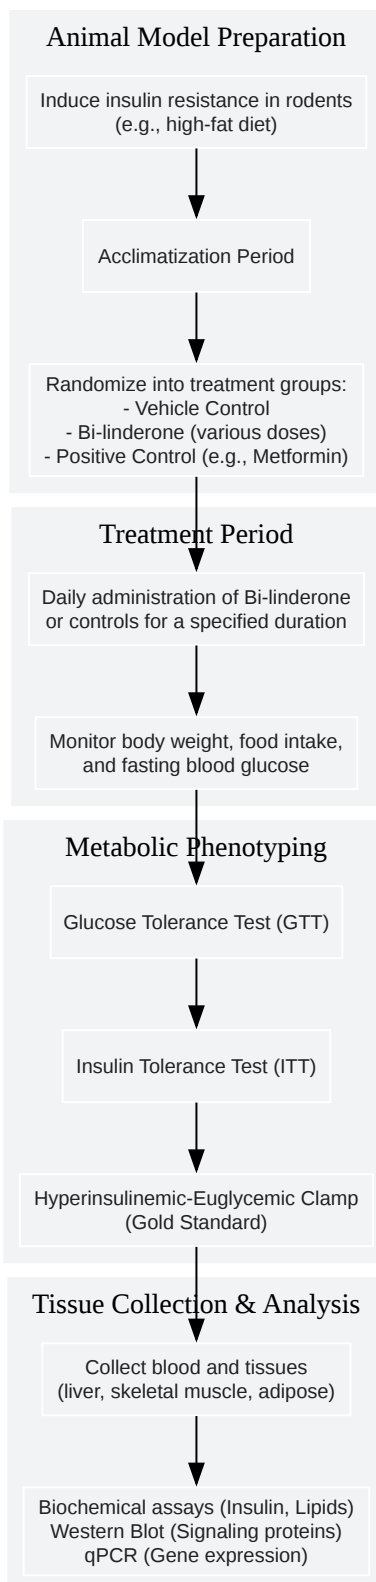 Animal Model Preparation
Induce insulin resistance in rodents
(e.g., high-fat diet)
Acclimatization Period
Randomize into treatment groups:
- Vehicle Control
- Bi-linderone (various doses)
- Positive Control (e.g., Metformin)
Treatment Period
Daily administration of Bi-linderone
or controls for a specified duration
Monitor body weight, food intake,
and fasting blood glucose
Metabolic Phenotyping
Glucose Tolerance Test (GTT)
Insulin Tolerance Test (ITT)
Hyperinsulinemic-Euglycemic Clamp
(Gold Standard)
Tissue Collection & Analysis
Collect blood and tissues
(liver, skeletal muscle, adipose)
Biochemical assays (Insulin, Lipids)
Western Blot (Signaling proteins)
qPCR (Gene expression)